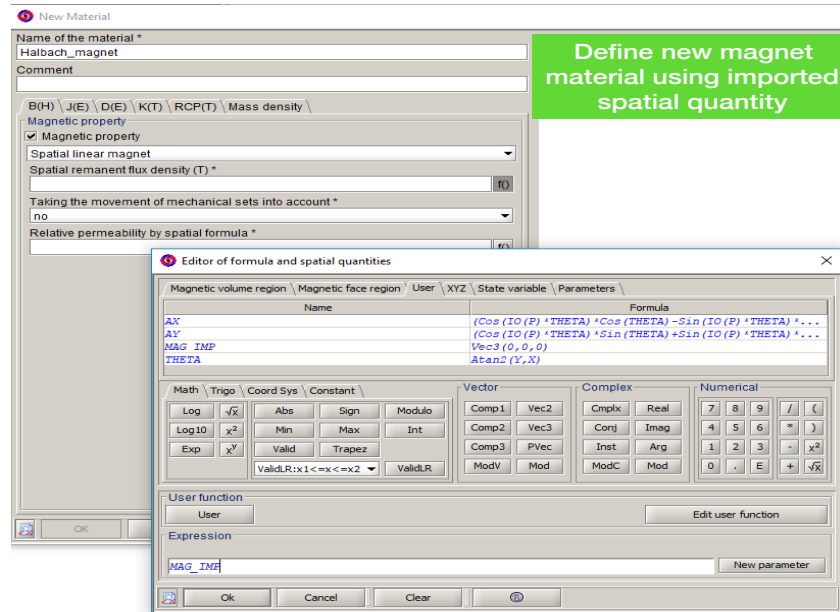 New Material
Name of the material *
Halbach_magnet
Comment
Define new magnet
material using imported
spatial quantity
B(H) J(E) D(E) K(T) RCP(T) Mass density
Magnetic property
Magnetic property
Spatial linear magnet
Spatial remanent flux density (T) *
f()
Taking the movement of mechanical sets into account *
no
Relative permeability by spatial formula *
f()
Editor of formula and spatial quantities
Magnetic volume region Magnetic face region User XYZ State variable Parameters
Name Formula
AX (Cos(IO(P)*THETA)*Cos(THETA)-Sin(IO(P)*THETA)*...
AY (Cos(IO(P)*THETA)*Sin(THETA)+Sin(IO(P)*THETA)*...
MAG_IMP Vec3(0,0,0)
THETA Atan2(Y,X)
Math Trigo Coord Sys Constant Vector Complex Numerical
Log √x Abs Sign Modulo Comp1 Vec2 Cmplx Real 7 8 9 / (
Log10 x² Min Max Int Comp2 Vec3 Conj Imag 4 5 6 * )
Exp x^y Valid Trapez Comp3 PVec Inst Arg 1 2 3 - x²
ValidLR:x1<=x<=x2 ValidLR ModV Mod ModC Mod 0 . E + √x
User function
User Edit user function
Expression
MAG_IMP New parameter
OK
Ok Cancel Clear